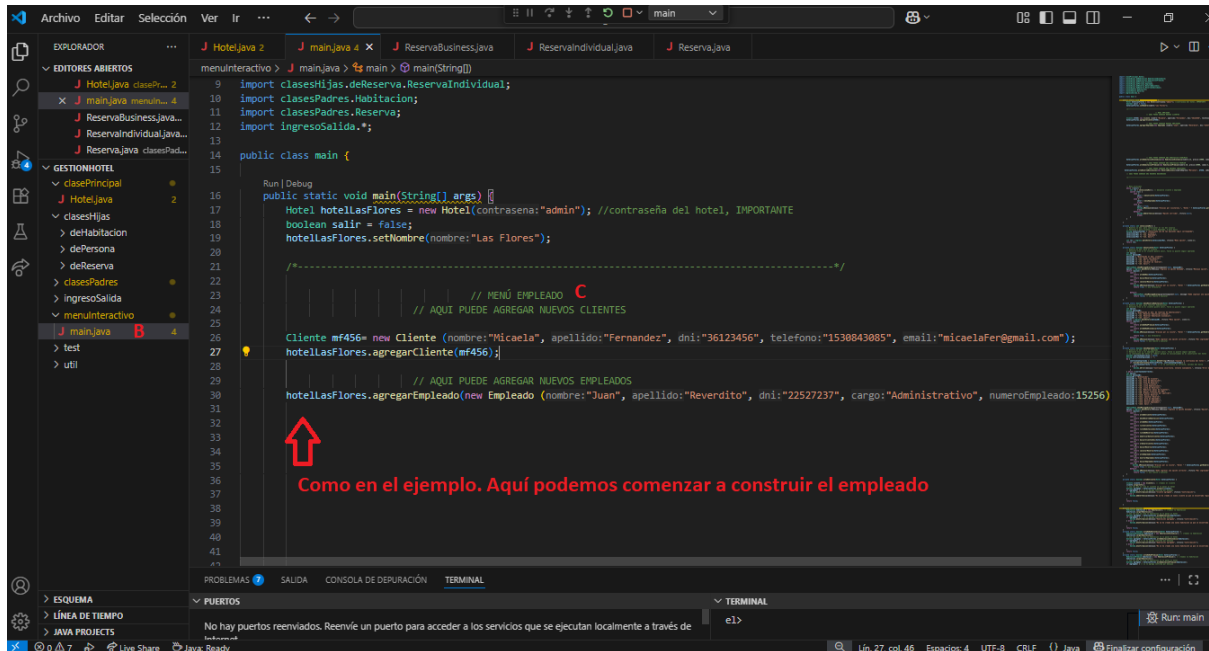 Archivo Editar Selección Ver Ir ··· main
EXPLORADOR ···
EDITORES ABIERTOS
J Hotel.java clasePr... 2
J main.java menuIn... 4
J ReservaBusiness.java...
J ReservaIndividual.java...
J Reserva.java clasesPad...
GESTIONHOTEL
clasePrincipal
J Hotel.java 2
clasesHijas
deHabitacion
dePersona
deReserva
clasesPadres
ingresoSalida
menuInteractivo
J main.java B 4
test
util
ESQUEMA
LÍNEA DE TIEMPO
JAVA PROJECTS
J Hotel.java 2 J main.java 4 J ReservaBusiness.java J ReservaIndividual.java J Reserva.java
menuInteractivo > J main.java > main > main(String[])
9 import clasesHijas.deReserva.ReservaIndividual;
10 import clasesPadres.Habitacion;
11 import clasesPadres.Reserva;
12 import ingresoSalida.*;
13
14 public class main {
15
Run | Debug
16 public static void main(String[] args) {
17 Hotel hotelLasFlores = new Hotel(contrasena:"admin"); //contraseña del hotel, IMPORTANTE
18 boolean salir = false;
19 hotelLasFlores.setNombre(nombre:"Las Flores");
20
21 /*-----------------------------------------------------------------------------------*/
22
23 // MENÚ EMPLEADO C
24 // AQUI PUEDE AGREGAR NUEVOS CLIENTES
25
26 Cliente mf456= new Cliente (nombre:"Micaela", apellido:"Fernandez", dni:"36123456", telefono:"1530843085", email:"micaelaFer@gmail.com");
27 hotelLasFlores.agregarCliente(mf456);
28
29 // AQUI PUEDE AGREGAR NUEVOS EMPLEADOS
30 hotelLasFlores.agregarEmpleado(new Empleado (nombre:"Juan", apellido:"Reverdito", dni:"22527237", cargo:"Administrativo", numeroEmpleado:15256)
31
32
33
34
35
36
Como en el ejemplo. Aquí podemos comenzar a construir el empleado
37
38
39
40
41
PROBLEMAS 7 SALIDA CONSOLA DE DEPURACIÓN TERMINAL
PUERTOS
No hay puertos reenviados. Reenvíe un puerto para acceder a los servicios que se ejecutan localmente a través de
TERMINAL
el>
Run: main
0 7 Live Share Java: Ready Lín. 27, col. 46 Espacios: 4 UTF-8 CRLF {} Java Finalizar configuración